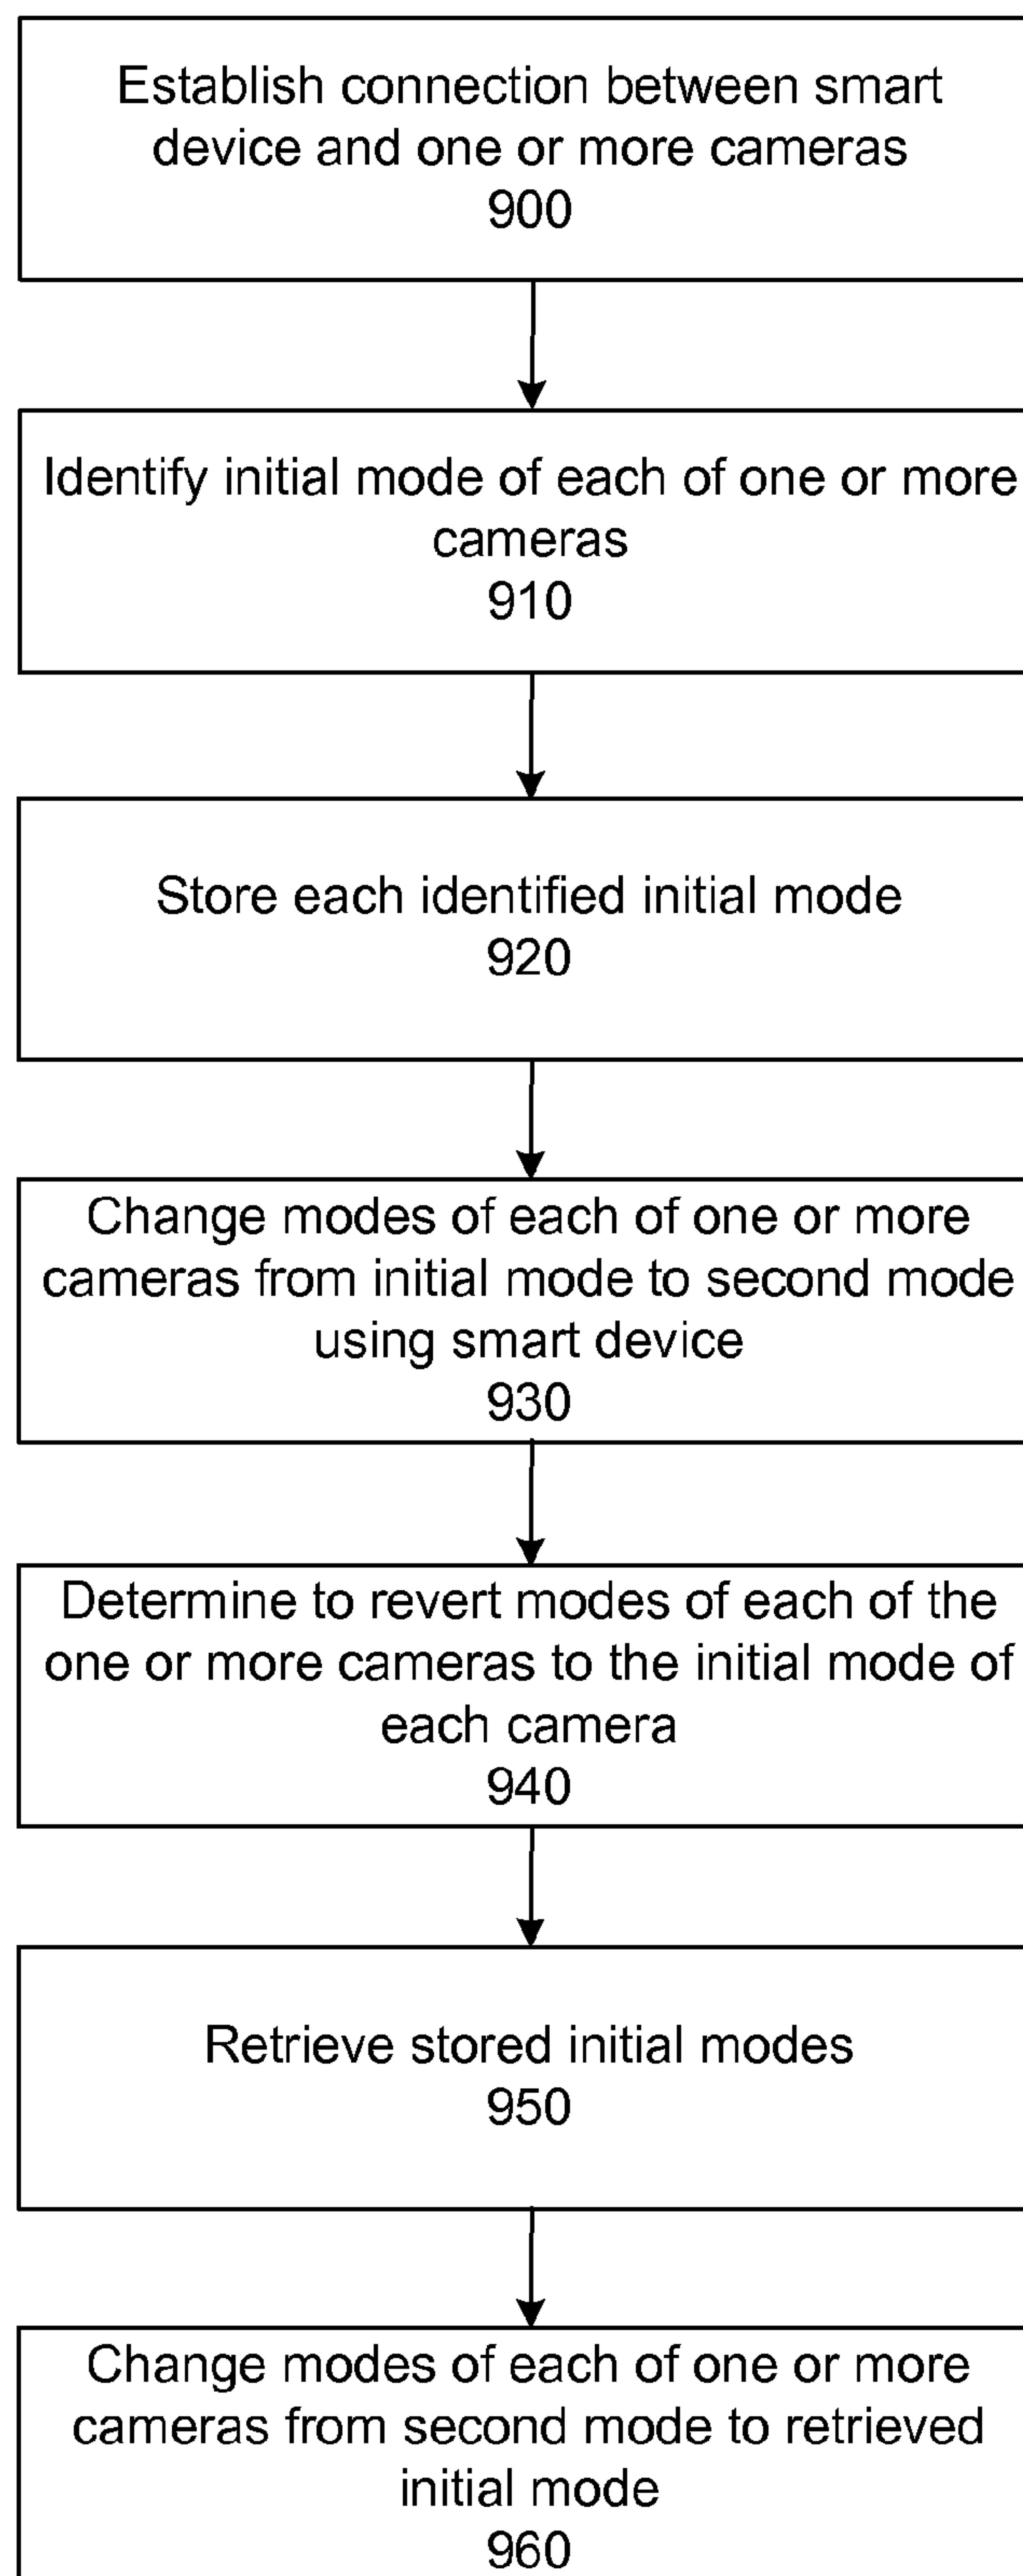 Establish connection between smart
device and one or more cameras
900
Identify initial mode of each of one or more
cameras
910
Store each identified initial mode
920
Change modes of each of one or more
cameras from initial mode to second mode
using smart device
930
Determine to revert modes of each of the
one or more cameras to the initial mode of
each camera
940
Retrieve stored initial modes
950
Change modes of each of one or more
cameras from second mode to retrieved
initial mode
960